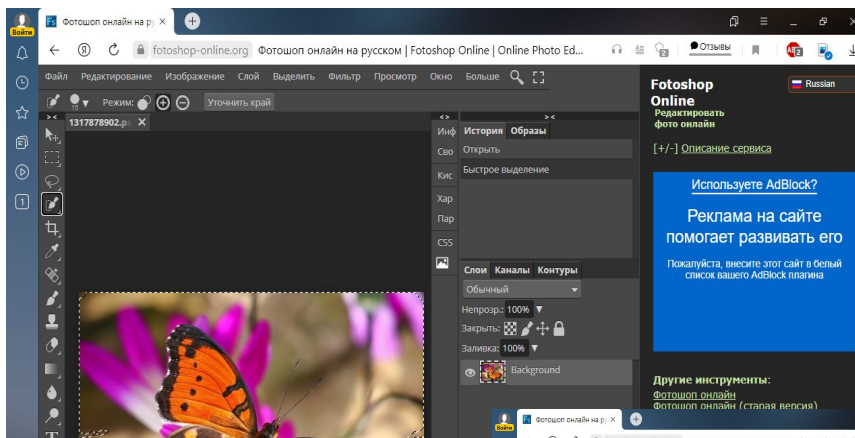 Войти
Фотошоп онлайн на ру
fotoshop-online.org Фотошоп онлайн на русском | Fotoshop Online | Online Photo Ed...
2
Отзывы
2
Файл Редактирование Изображение Слой Выделить Фильтр Просмотр Окно Больше
15 Режим: Уточнить край
1317878902.p
1
Инф
Сво
Кис
Хар
Пар
CSS
История Образы
Открыть
Быстрое выделение
Слои Каналы Контуры
Обычный
Непрозр.: 100%
Закрыть:
Заливка: 100%
Background
Fotoshop
Online
Russian
Редактировать
фото онлайн
[+/-] Описание сервиса
Используете AdBlock?
Реклама на сайте
помогает развивать его
Пожалуйста, внесите этот сайт в белый
список вашего AdBlock плагина
Другие инструменты:
Фотошоп онлайн
Фотошоп онлайн (старая версия)
Войти
Фотошоп онлайн на ру